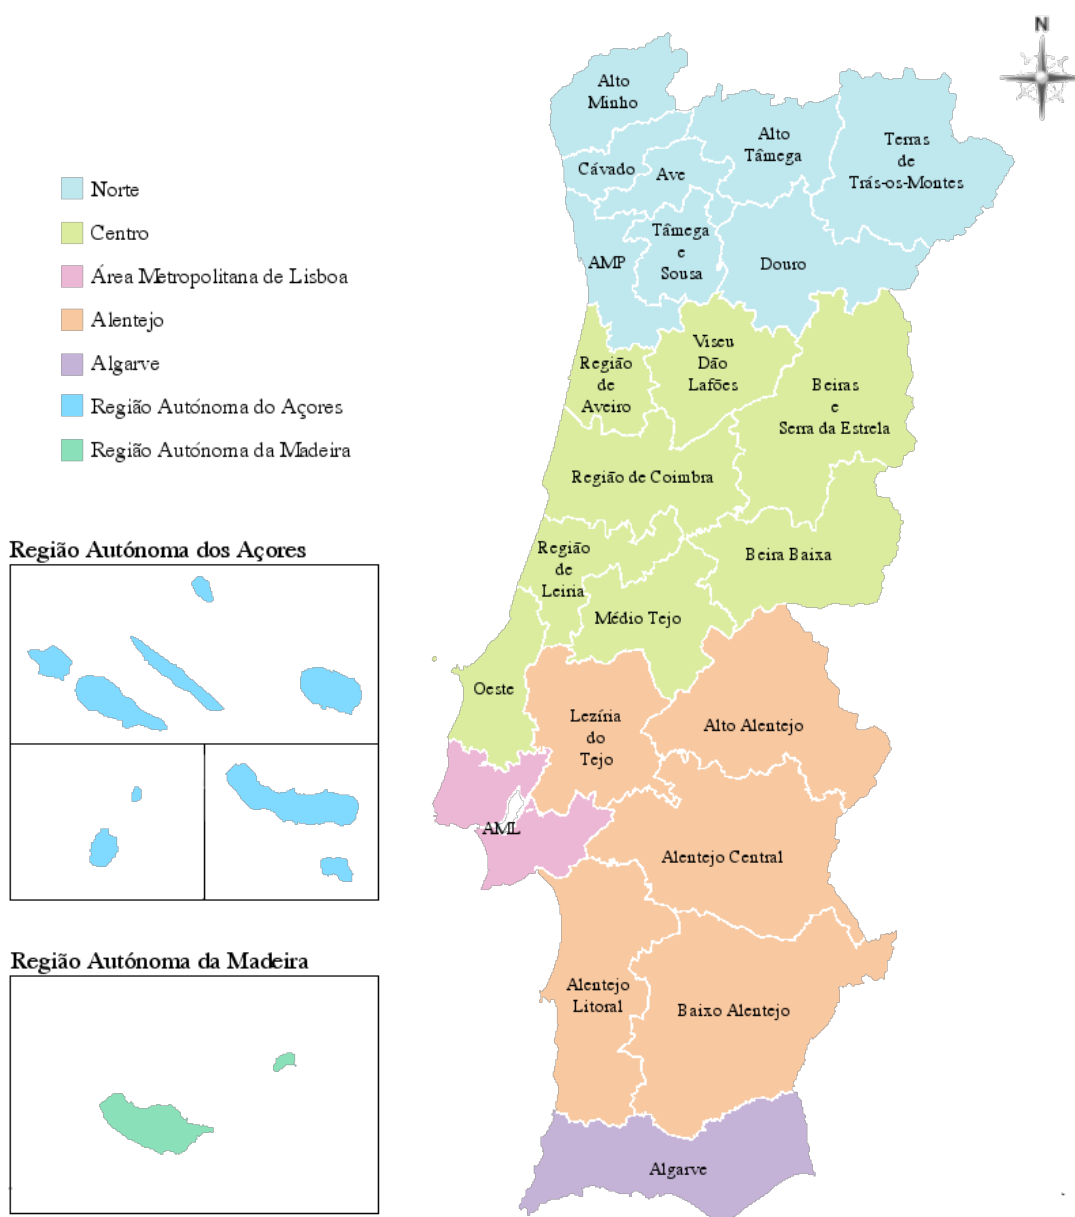 N
Alto
Minho
Alto
Tâmega
Terras
de
Trás-os-Montes
Cávado
Ave
Tâmega
e
Sousa
AMP
Douro
Norte
Centro
Área Metropolitana de Lisboa
Alentejo
Algarve
Região Autónoma do Açores
Região Autónoma da Madeira
Região
de
Aveiro
Viseu
Dão
Lafões
Beiras
e
Serra da Estrela
Região de Coimbra
Região
de
Leiria
Beira Baixa
Médio Tejo
Oeste
Lezíria
do
Tejo
Alto Alentejo
AML
Alentejo Central
Alentejo
Litoral
Baixo Alentejo
Algarve
Região Autónoma dos Açores
Região Autónoma da Madeira